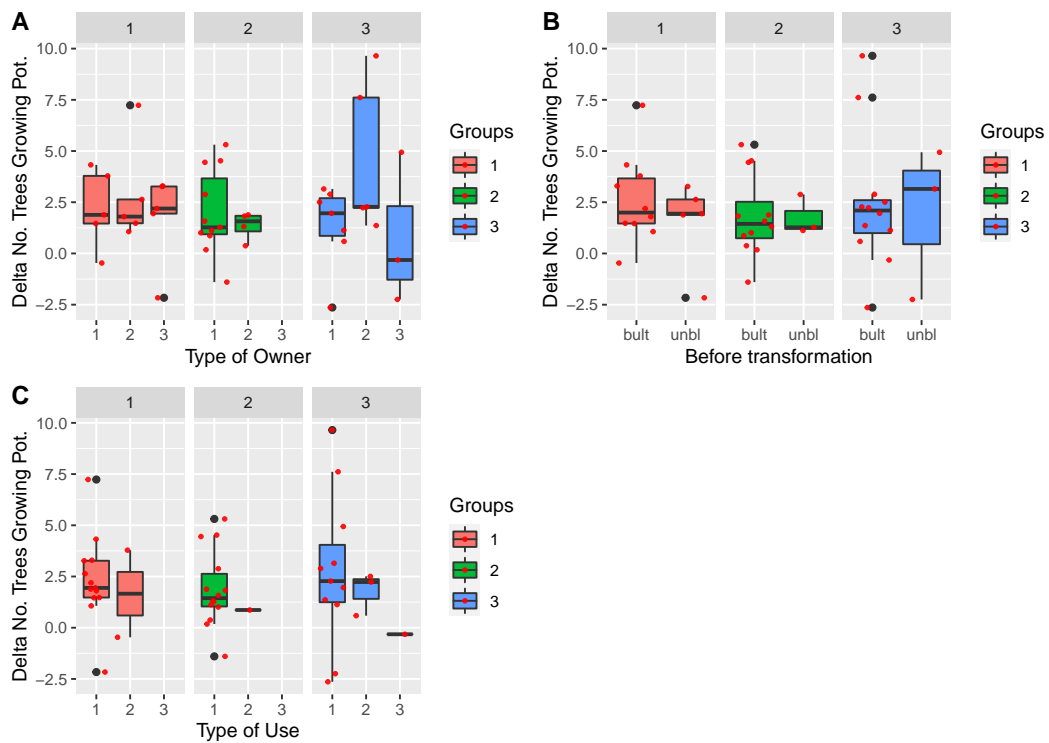 A
1 2 3
Delta No. Trees Growing Pot.
10.0
7.5
5.0
2.5
0.0
−2.5
1 2 3 1 2 3 1 2 3
Type of Owner
Groups
1
2
3
B
1 2 3
Delta No. Trees Growing Pot.
10.0
7.5
5.0
2.5
0.0
−2.5
bult unbl bult unbl bult unbl
Before transformation
Groups
1
2
3
C
1 2 3
Delta No. Trees Growing Pot.
10.0
7.5
5.0
2.5
0.0
−2.5
1 2 3 1 2 3 1 2 3
Type of Use
Groups
1
2
3